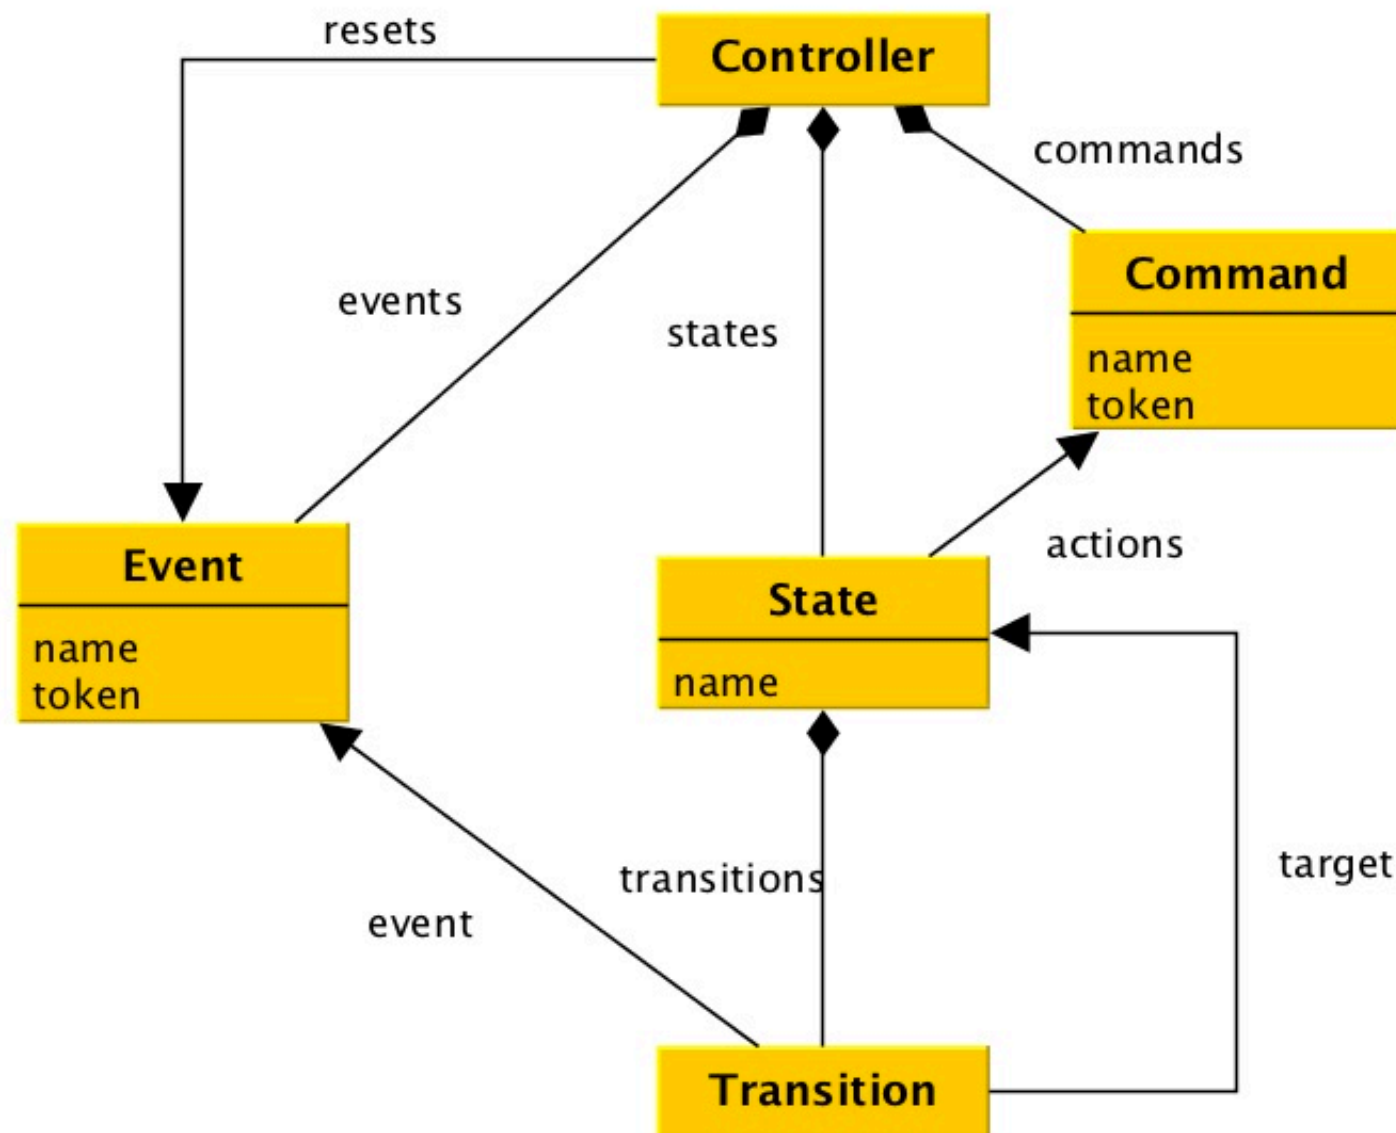 resets
Controller
commands
Command
name
token
events
states
Event
name
token
State
name
actions
transitions
event
target
Transition